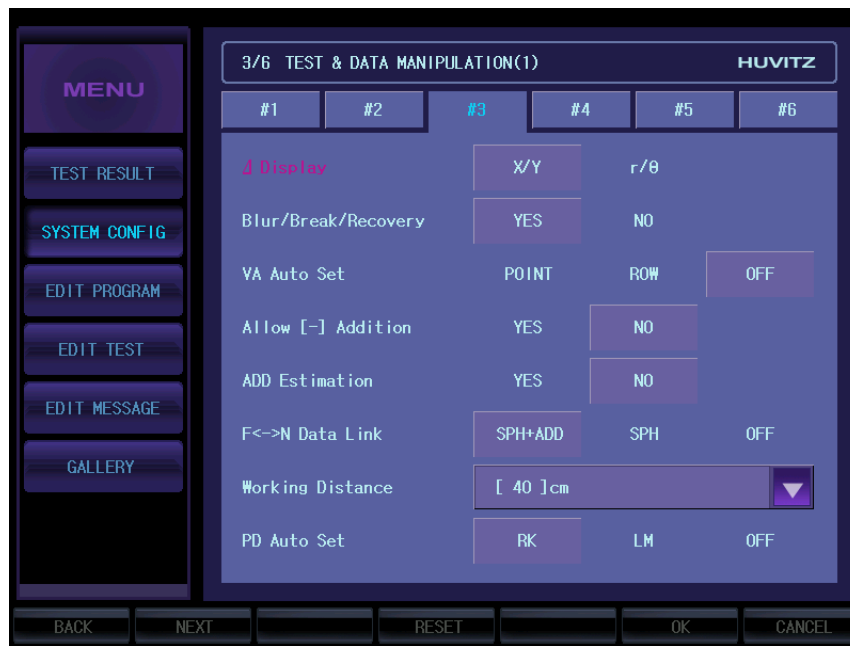 MENU
TEST RESULT
SYSTEM CONFIG
EDIT PROGRAM
EDIT TEST
EDIT MESSAGE
GALLERY
3/6 TEST & DATA MANIPULATION(1) HUVITZ
#1 #2 #3 #4 #5 #6
⊿ Display X/Y r/θ
Blur/Break/Recovery YES NO
VA Auto Set POINT ROW OFF
Allow [-] Addition YES NO
ADD Estimation YES NO
F<->N Data Link SPH+ADD SPH OFF
Working Distance [ 40 ]cm
PD Auto Set RK LM OFF
BACK NEXT RESET OK CANCEL